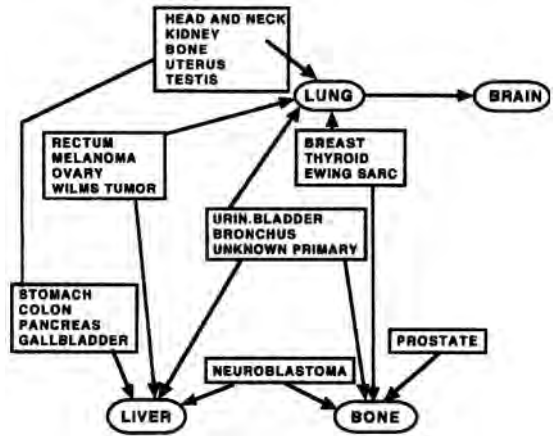 HEAD AND NECK
KIDNEY
BONE
UTERUS
TESTIS
LUNG
BRAIN
RECTUM
MELANOMA
OVARY
WILMS TUMOR
BREAST
THYROID
EWING SARC
URIN.BLADDER
BRONCHUS
UNKNOWN PRIMARY
STOMACH
COLON
PANCREAS
GALLBLADDER
PROSTATE
NEUROBLASTOMA
LIVER
BONE